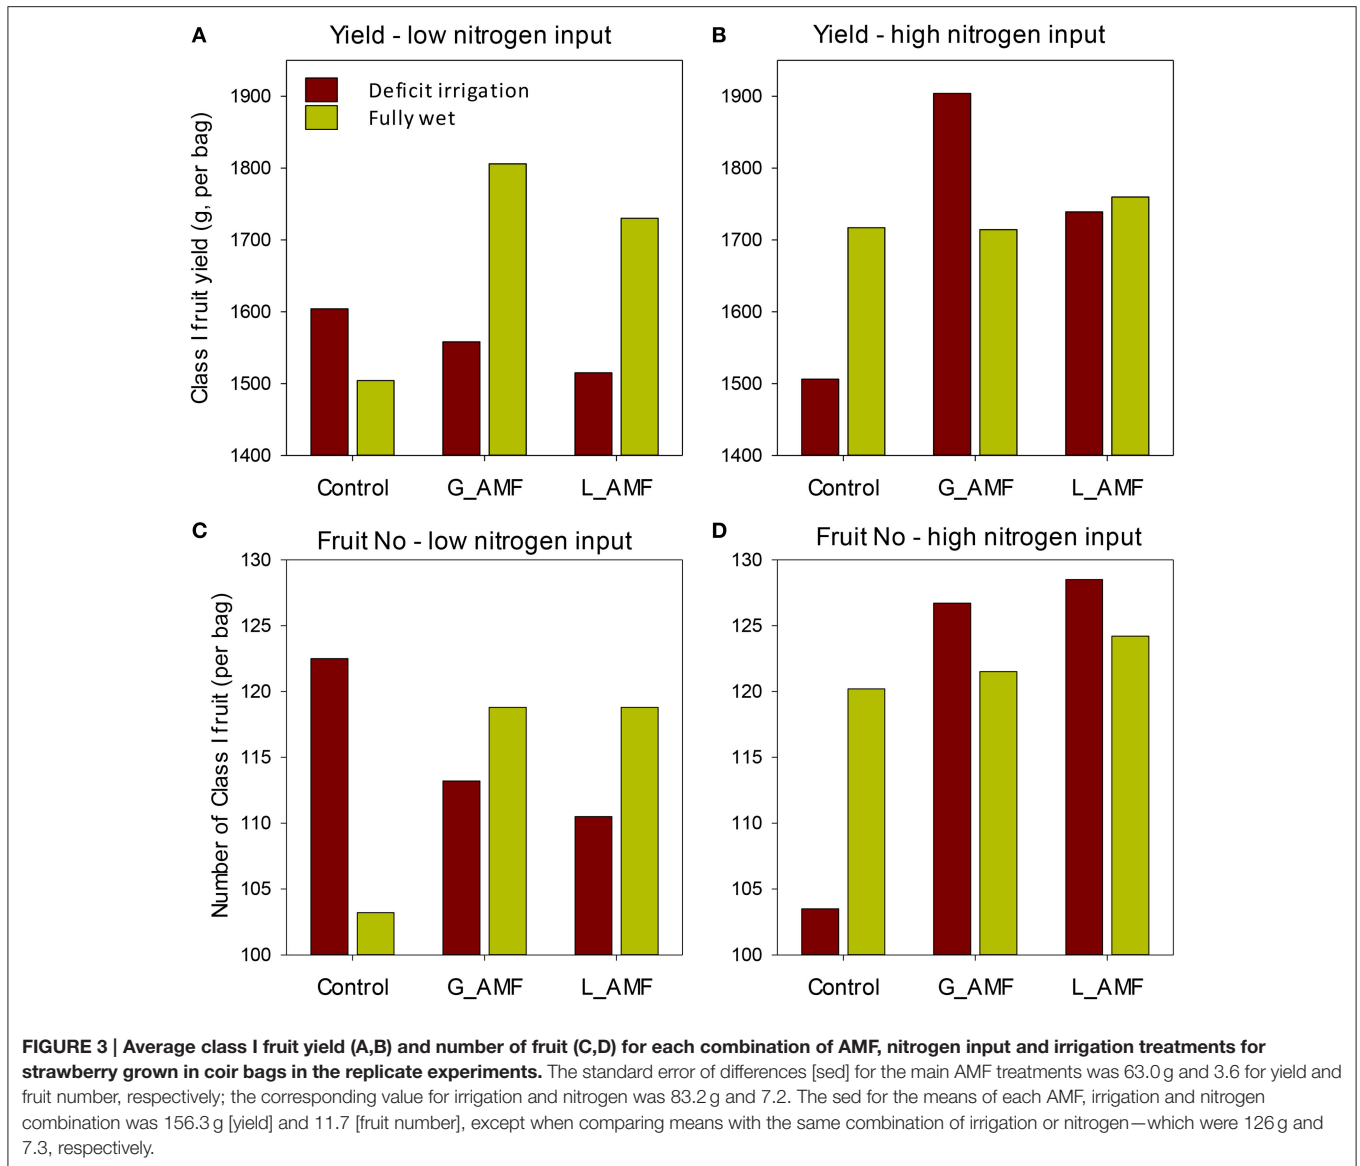 A
Yield - low nitrogen input
Deficit irrigation
Fully wet
Class I fruit yield (g, per bag)
1900
1800
1700
1600
1500
1400
Control G_AMF L_AMF
B
Yield - high nitrogen input
1900
1800
1700
1600
1500
1400
Control G_AMF L_AMF
C
Fruit No - low nitrogen input
Number of Class I fruit (per bag)
130
125
120
115
110
105
100
Control G_AMF L_AMF
D
Fruit No - high nitrogen input
130
125
120
115
110
105
100
Control G_AMF L_AMF
FIGURE 3 | Average class I fruit yield (A,B) and number of fruit (C,D) for each combination of AMF, nitrogen input and irrigation treatments for
strawberry grown in coir bags in the replicate experiments. The standard error of differences [sed] for the main AMF treatments was 63.0 g and 3.6 for yield and
fruit number, respectively; the corresponding value for irrigation and nitrogen was 83.2 g and 7.2. The sed for the means of each AMF, irrigation and nitrogen
combination was 156.3 g [yield] and 11.7 [fruit number], except when comparing means with the same combination of irrigation or nitrogen—which were 126 g and
7.3, respectively.